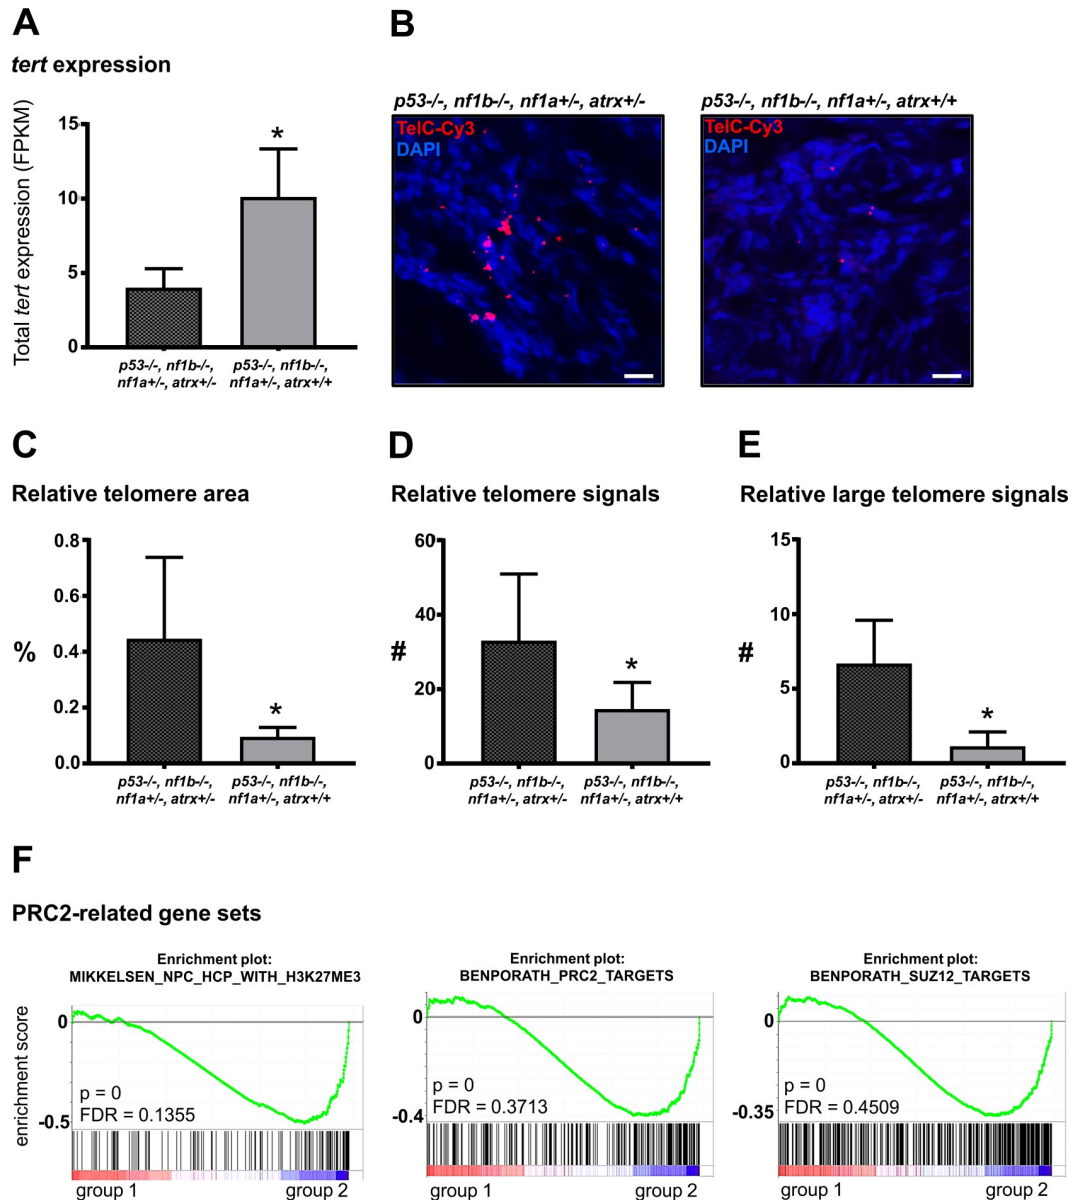 A
tert expression
Total tert expression (FPKM)
15
10
5
0
*
p53-/-, nf1b-/-,
nf1a+/-, atrx+/-
p53-/-, nf1b-/-,
nf1a+/-, atrx+/+
B
p53-/-, nf1b-/-, nf1a+/-, atrx+/-
TelC-Cy3
DAPI
p53-/-, nf1b-/-, nf1a+/-, atrx+/+
TelC-Cy3
DAPI
C
Relative telomere area
%
0.8
0.6
0.4
0.2
0.0
*
p53-/-, nf1b-/-,
nf1a+/-, atrx+/-
p53-/-, nf1b-/-,
nf1a+/-, atrx+/+
D
Relative telomere signals
#
60
40
20
0
*
p53-/-, nf1b-/-,
nf1a+/-, atrx+/-
p53-/-, nf1b-/-,
nf1a+/-, atrx+/+
E
Relative large telomere signals
#
15
10
5
0
*
p53-/-, nf1b-/-,
nf1a+/-, atrx+/-
p53-/-, nf1b-/-,
nf1a+/-, atrx+/+
F
PRC2-related gene sets
Enrichment plot:
MIKKELSEN_NPC_HCP_WITH_H3K27ME3
enrichment score
0
-0.5
p = 0
FDR = 0.1355
group 1
group 2
Enrichment plot:
BENPORATH_PRC2_TARGETS
0
-0.4
p = 0
FDR = 0.3713
group 1
group 2
Enrichment plot:
BENPORATH_SUZ12_TARGETS
0
-0.35
p = 0
FDR = 0.4509
group 1
group 2